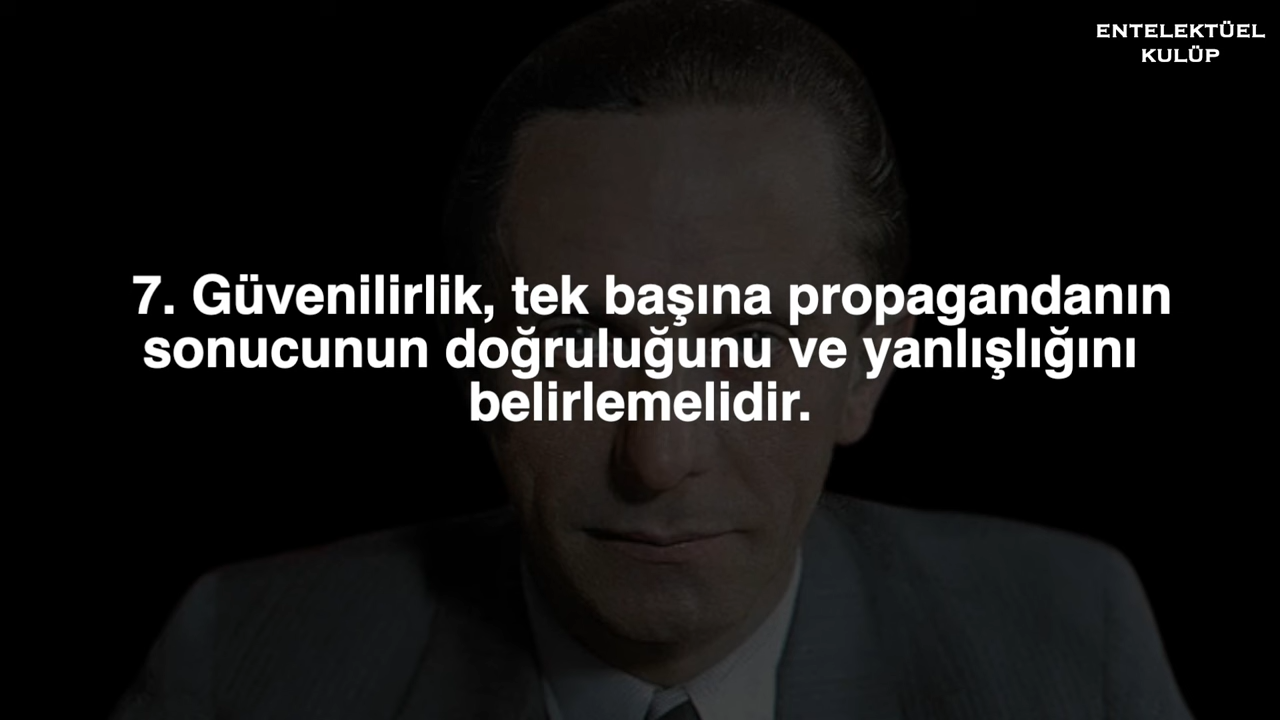 ENTELEKTÜEL
KULÜP
7. Güvenilirlik, tek başına propagandanın
sonucunun doğruluğunu ve yanlışlığını
belirlemelidir.